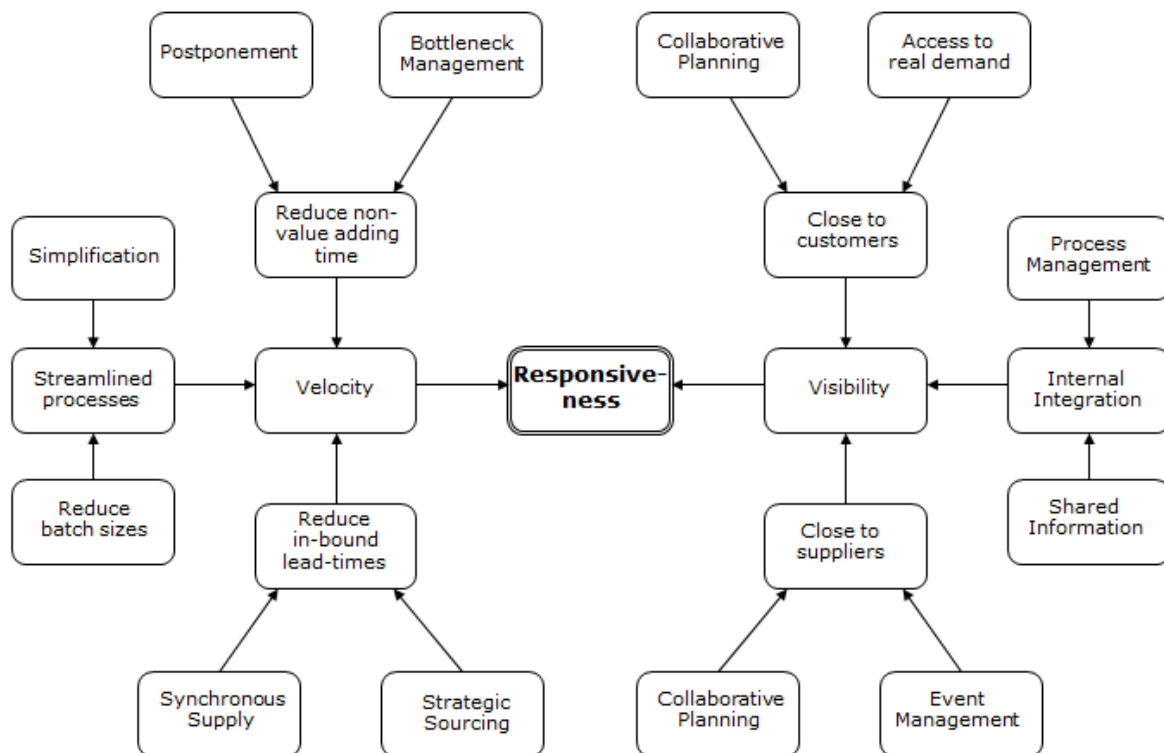 Postponement
Bottleneck
Management
Collaborative
Planning
Access to
real demand
Reduce non-
value adding
time
Close to
customers
Simplification
Process
Management
Streamlined
processes
Velocity
Responsive-
ness
Visibility
Internal
Integration
Reduce
batch sizes
Reduce
in-bound
lead-times
Close to
suppliers
Shared
Information
Synchronous
Supply
Strategic
Sourcing
Collaborative
Planning
Event
Management